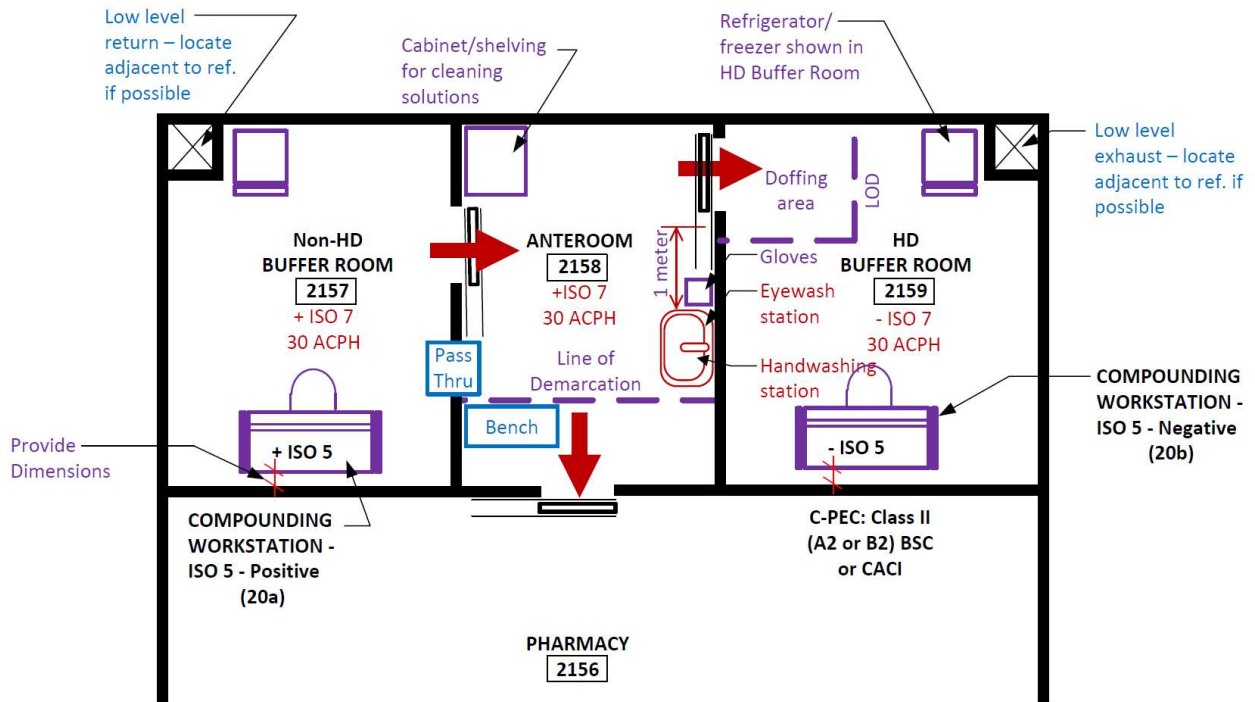 Low level
return – locate
adjacent to ref.
if possible
Cabinet/shelving
for cleaning
solutions
Refrigerator/
freezer shown in
HD Buffer Room
Low level
exhaust – locate
adjacent to ref. if
possible
Doffing
area
LOD
Non-HD
BUFFER ROOM
2157
+ ISO 7
30 ACPH
ANTEROOM
2158
+ISO 7
30 ACPH
1 meter
Gloves
Eyewash
station
Handwashing
station
HD
BUFFER ROOM
2159
- ISO 7
30 ACPH
Pass
Thru
Line of
Demarcation
Bench
Provide
Dimensions
+ ISO 5
- ISO 5
COMPOUNDING
WORKSTATION -
ISO 5 - Negative
(20b)
COMPOUNDING
WORKSTATION -
ISO 5 - Positive
(20a)
C-PEC: Class II
(A2 or B2) BSC
or CACI
PHARMACY
2156